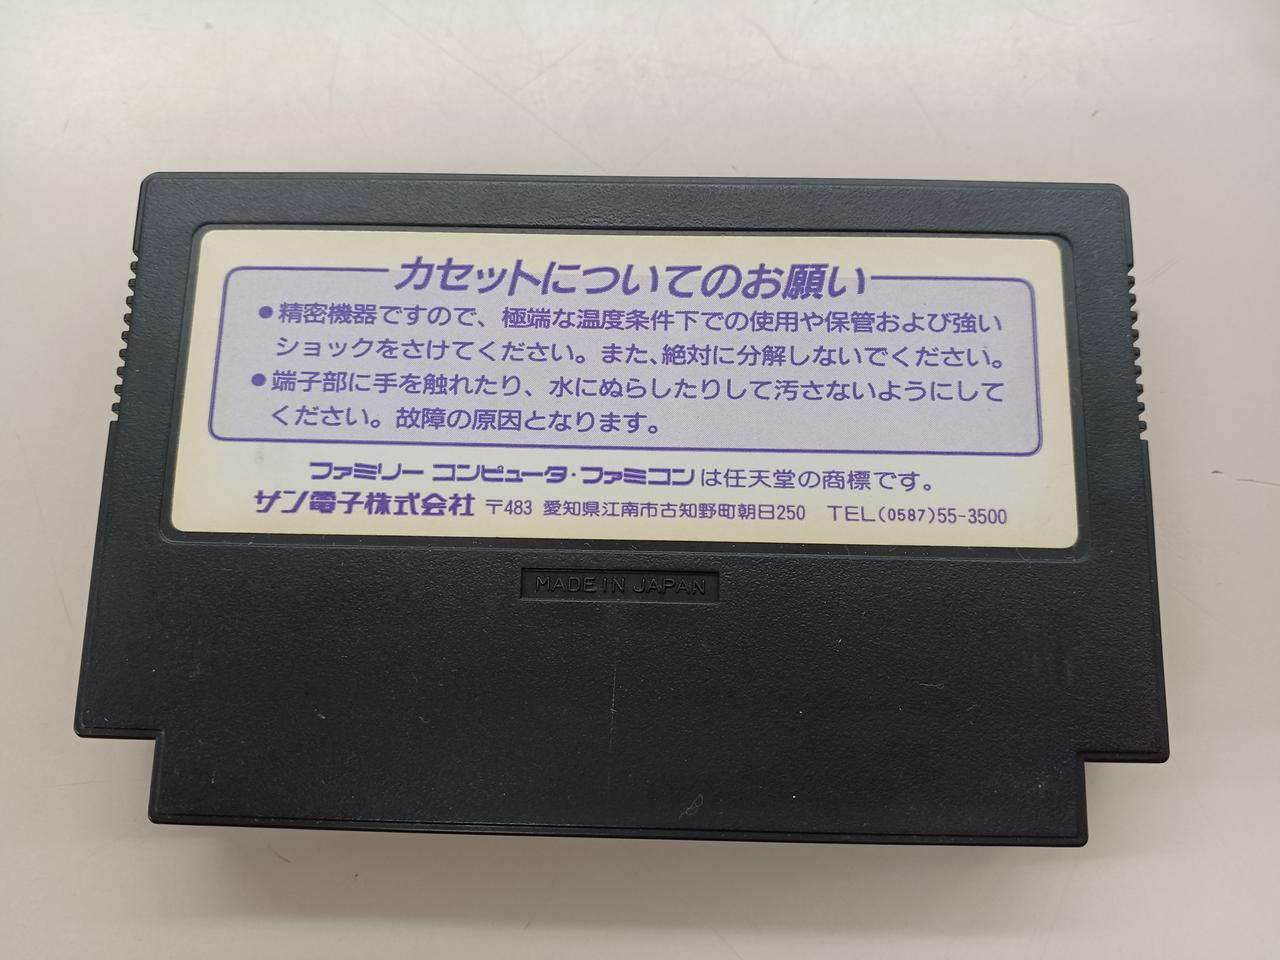 カセットについてのお願い
●精密機器ですので、極端な温度条件下での使用や保管および強い
ショックをさけてください。また、絶対に分解しないでください。
●端子部に手を触れたり、水にぬらしたりして汚さないようにして
ください。故障の原因となります。
ファミリー コンピュータ・ファミコンは任天堂の商標です。
サン電子株式会社 〒483 愛知県江南市古知野町朝日250 TEL(0587)55-3500
MADE IN JAPAN